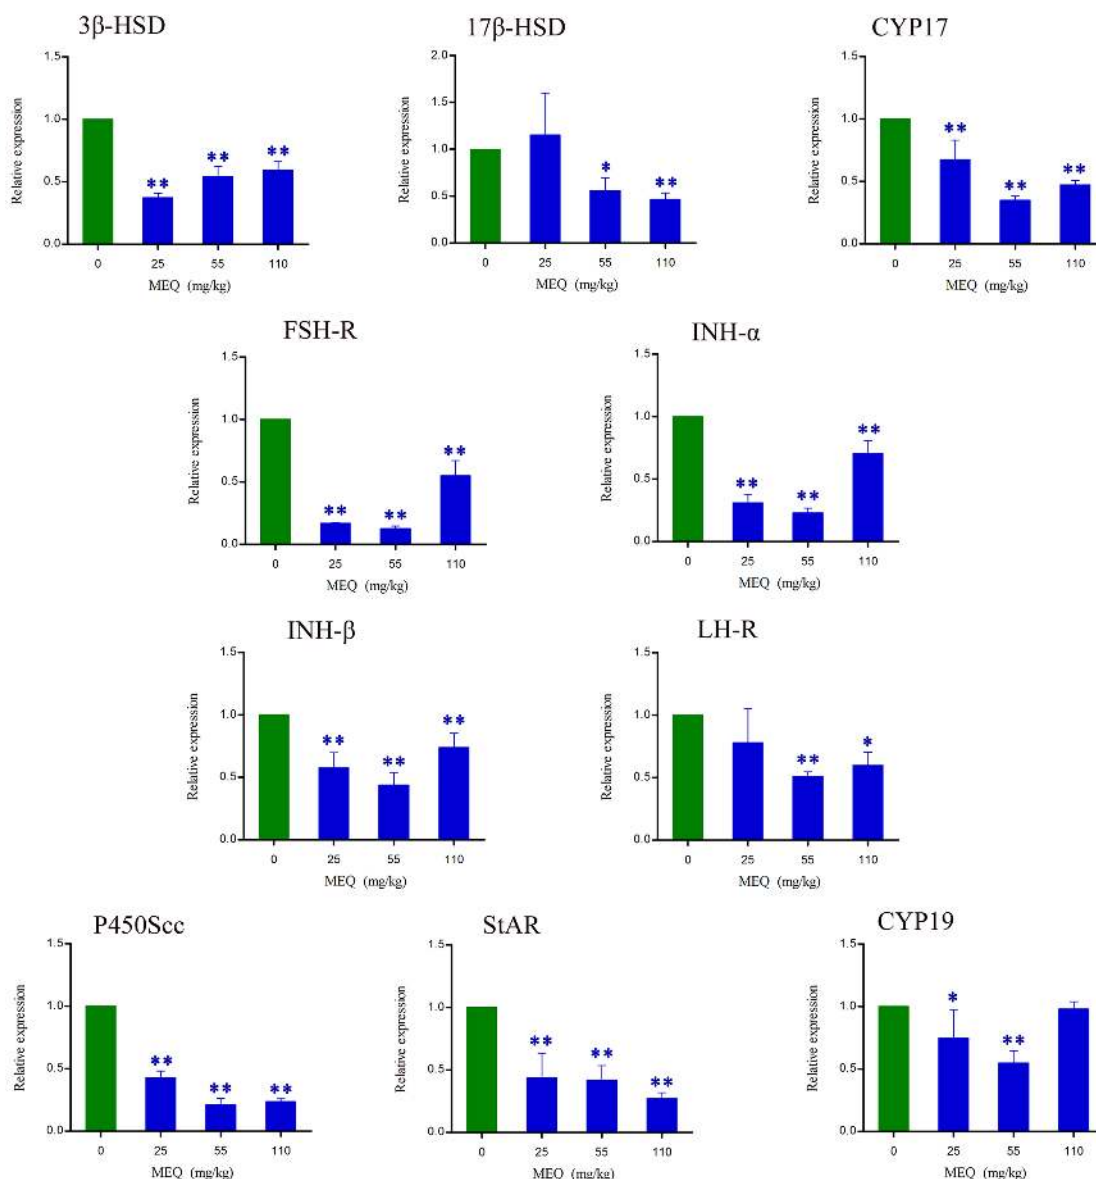 3β-HSD
1.5
1.0
0.5
0.0
Relative expression
**
**
**
0 25 55 110
MEQ (mg/kg)
17β-HSD
2.0
1.5
1.0
0.5
0.0
Relative expression
*
**
0 25 55 110
MEQ (mg/kg)
CYP17
1.5
1.0
0.5
0.0
Relative expression
**
**
**
0 25 55 110
MEQ (mg/kg)
FSH-R
1.5
1.0
0.5
0.0
Relative expression
**
**
**
0 25 55 110
MEQ (mg/kg)
INH-α
1.5
1.0
0.5
0.0
Relative expression
**
**
**
0 25 55 110
MEQ (mg/kg)
INH-β
1.5
1.0
0.5
0.0
Relative expression
**
**
**
0 25 55 110
MEQ (mg/kg)
LH-R
1.5
1.0
0.5
0.0
Relative expression
**
*
0 25 55 110
MEQ (mg/kg)
P450Scc
1.5
1.0
0.5
0.0
Relative expression
**
**
**
0 25 55 110
MEQ (mg/kg)
StAR
1.5
1.0
0.5
0.0
Relative expression
**
**
**
0 25 55 110
MEQ (mg/kg)
CYP19
1.5
1.0
0.5
0.0
Relative expression
*
**
0 25 55 110
MEQ (mg/kg)